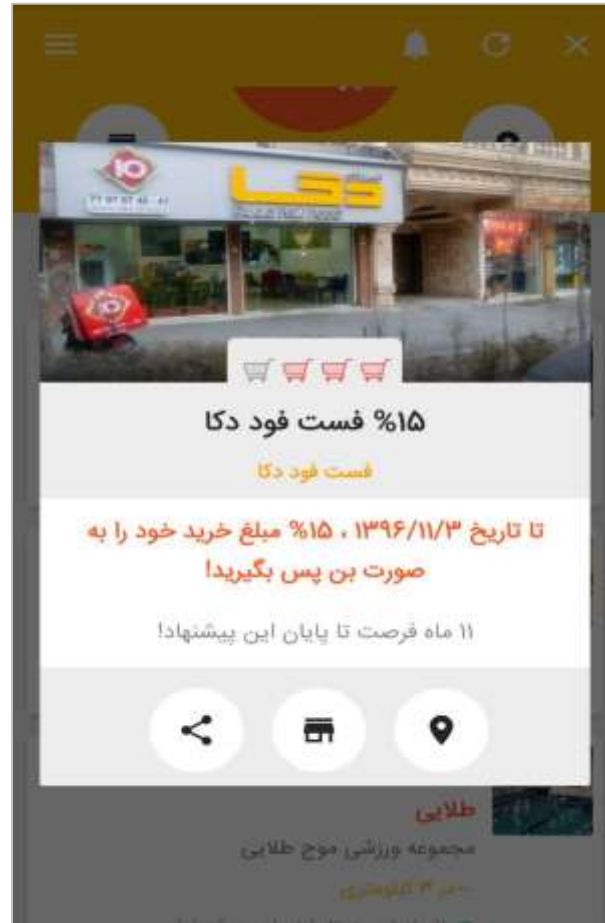 دکا
۱۵% فست فود دکا
فست فود دکا
تا تاریخ ۱۳۹۶/۱۱/۳ ، ۱۵% مبلغ خرید خود را به
صورت بن پس بگیرید!
۱۱ ماه فرصت تا پایان این پیشنهاد!
طلایی
مجموعه ورزشی موج طلایی